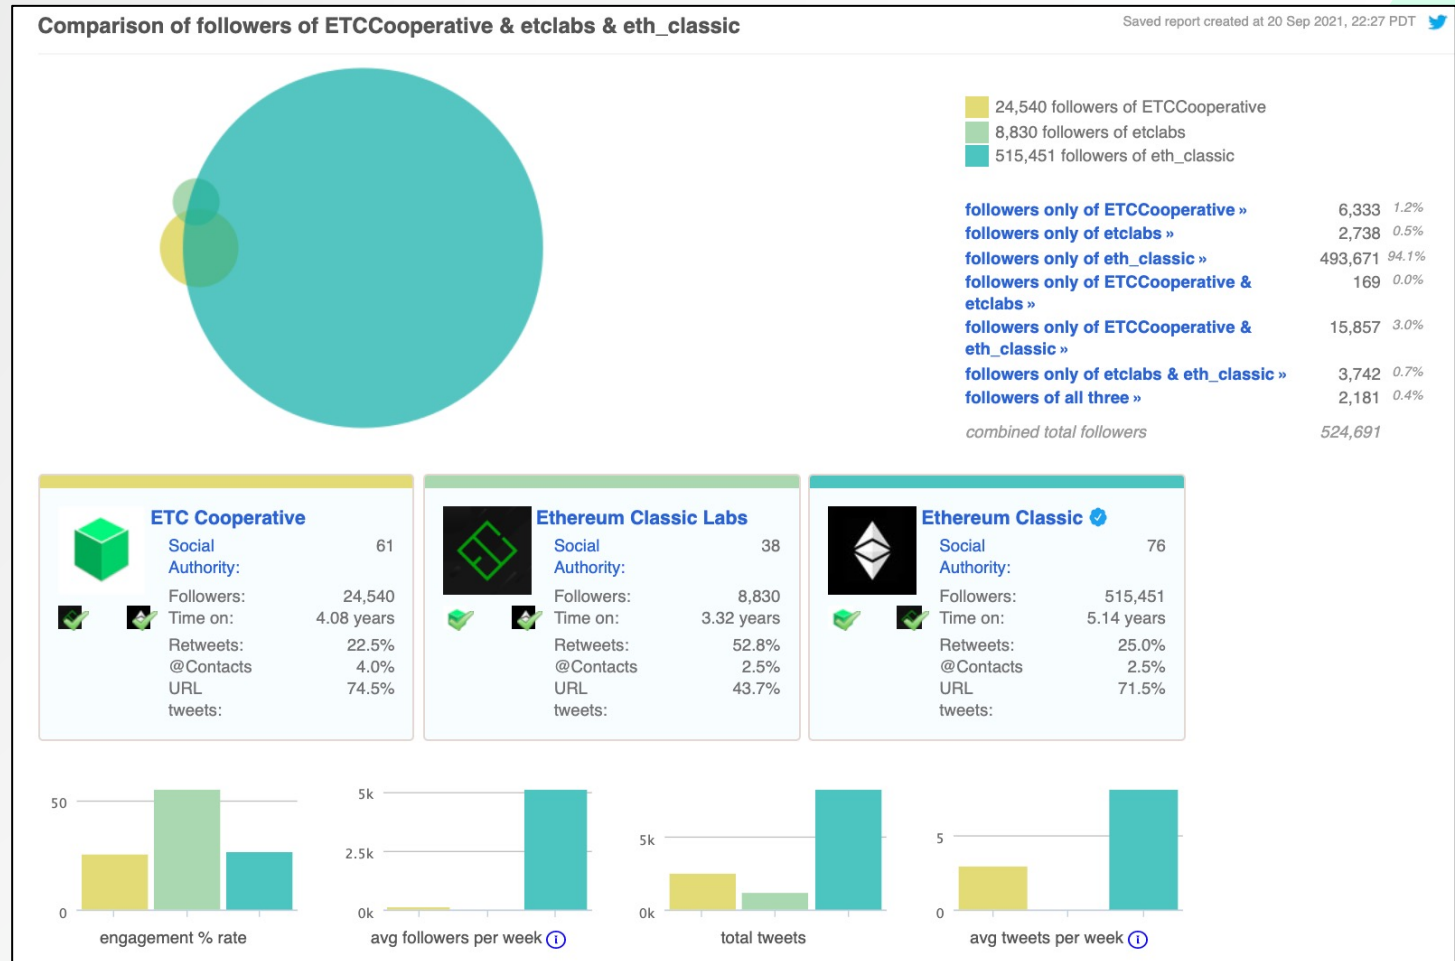 Comparison of followers of ETCCooperative & etclabs & eth_classic
Saved report created at 20 Sep 2021, 22:27 PDT
24,540 followers of ETCCooperative
8,830 followers of etclabs
515,451 followers of eth_classic
followers only of ETCCooperative » 6,333 1.2%
followers only of etclabs » 2,738 0.5%
followers only of eth_classic » 493,671 94.1%
followers only of ETCCooperative & 169 0.0%
etclabs »
followers only of ETCCooperative & 15,857 3.0%
eth_classic »
followers only of etclabs & eth_classic » 3,742 0.7%
followers of all three » 2,181 0.4%
combined total followers 524,691
ETC Cooperative
Social 61
Authority:
Followers: 24,540
Time on: 4.08 years
Retweets: 22.5%
@Contacts 4.0%
URL 74.5%
tweets:
Ethereum Classic Labs
Social 38
Authority:
Followers: 8,830
Time on: 3.32 years
Retweets: 52.8%
@Contacts 2.5%
URL 43.7%
tweets:
Ethereum Classic
Social 76
Authority:
Followers: 515,451
Time on: 5.14 years
Retweets: 25.0%
@Contacts 2.5%
URL 71.5%
tweets:
50
0
engagement % rate
5k
2.5k
0k
avg followers per week i
5k
0k
total tweets
5
0
avg tweets per week i